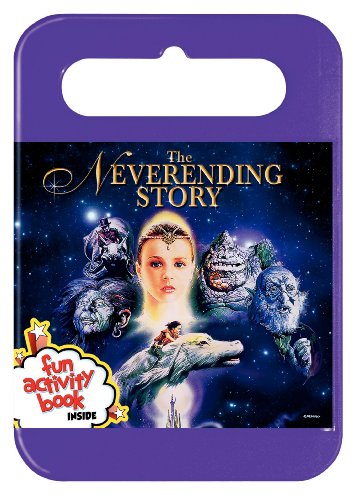 The
NEVERENDING
STORY
fun
activity
book
INSIDE